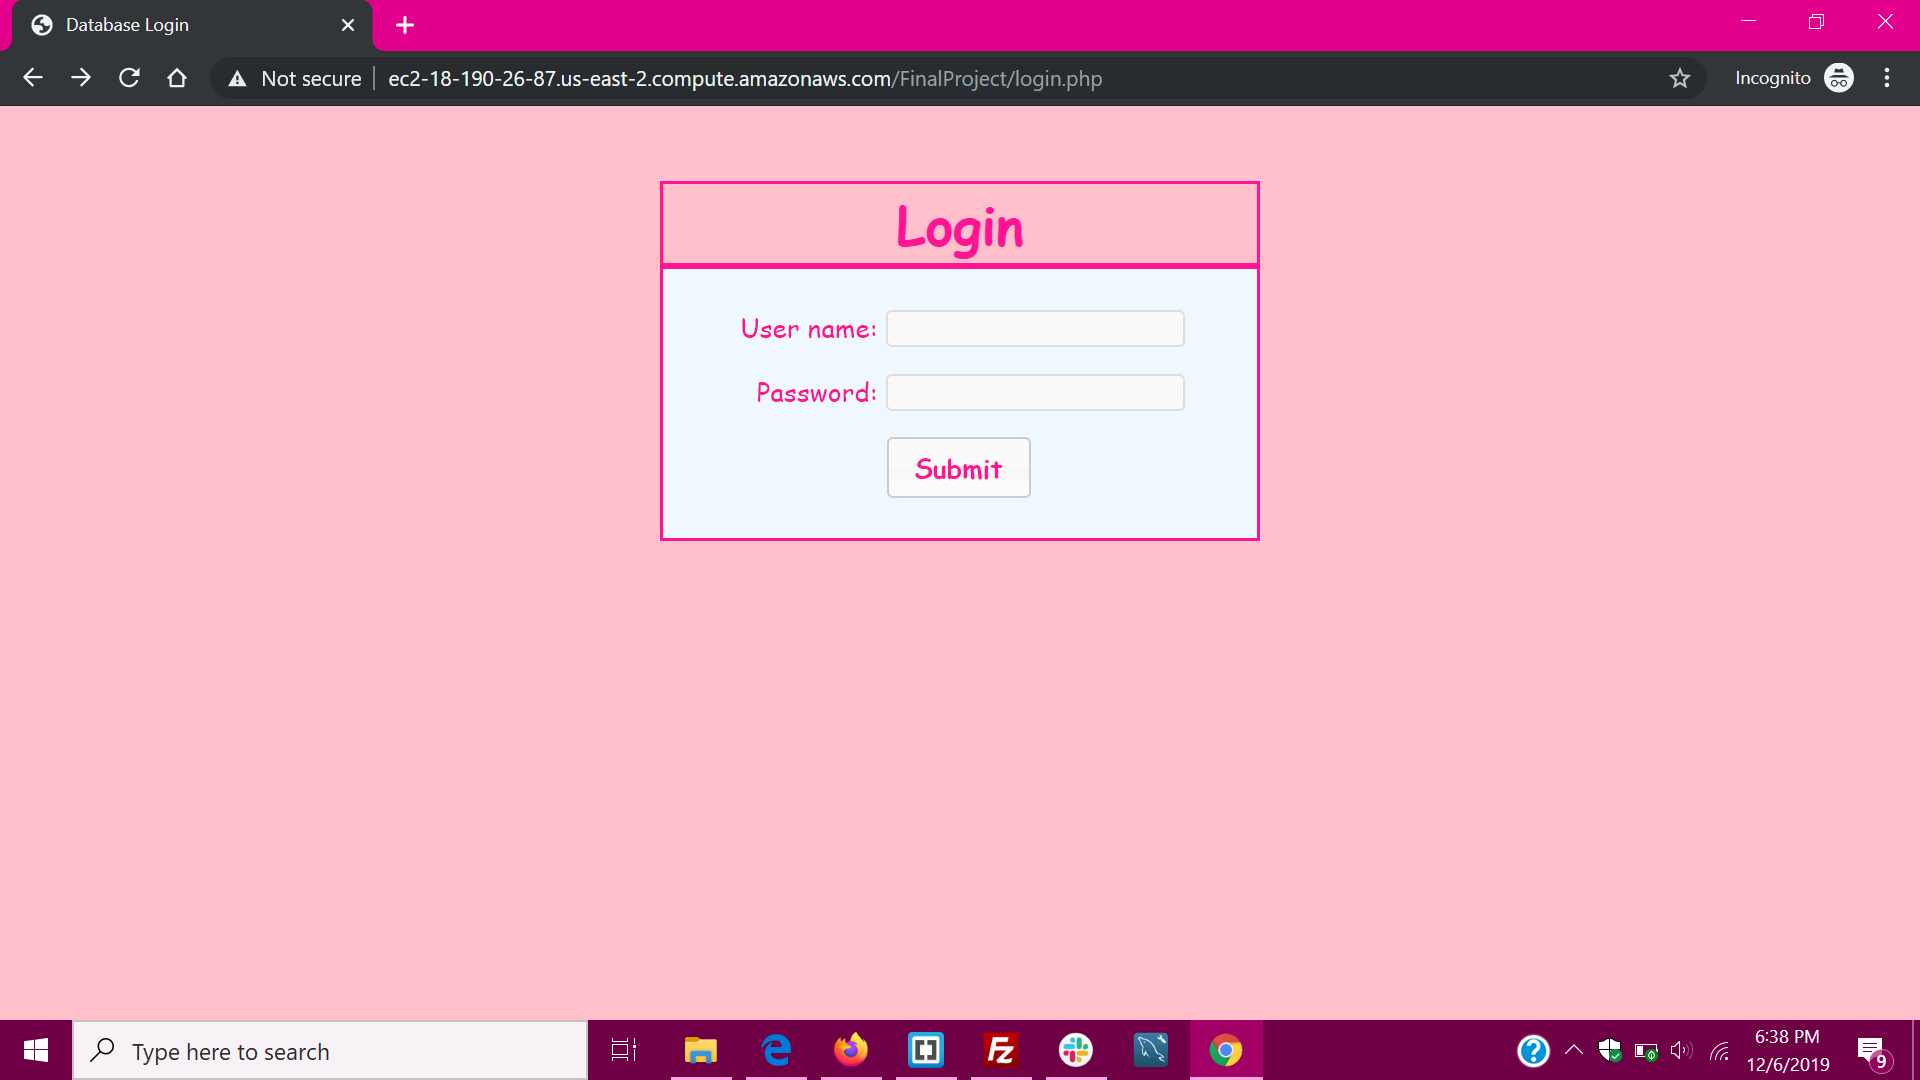 Database Login
Not secure
ec2-18-190-26-87.us-east-2.compute.amazonaws.com/FinalProject/login.php
Incognito
Login
User name:
Password:
Submit
Type here to search
Fz
6:38 PM
12/6/2019
9